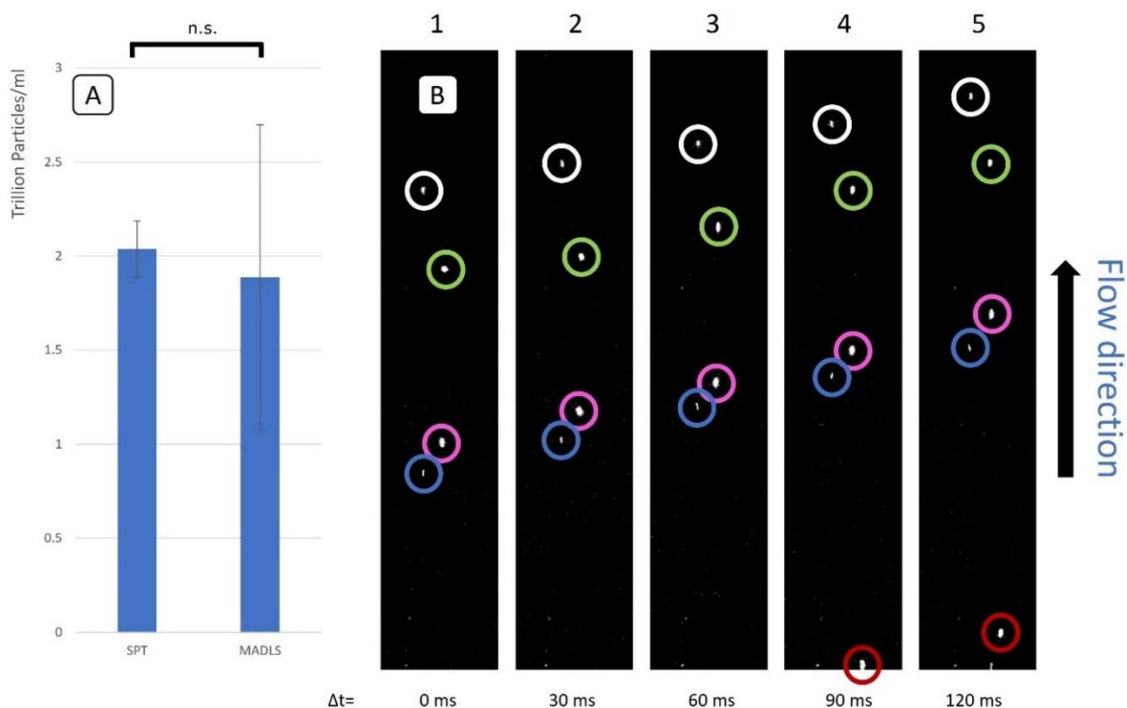 n.s.
A
Trillion Particles/ml
3
2.5
2
1.5
1
0.5
0
SPT MADLS
1 2 3 4 5
B
Flow direction
Δt= 0 ms 30 ms 60 ms 90 ms 120 ms